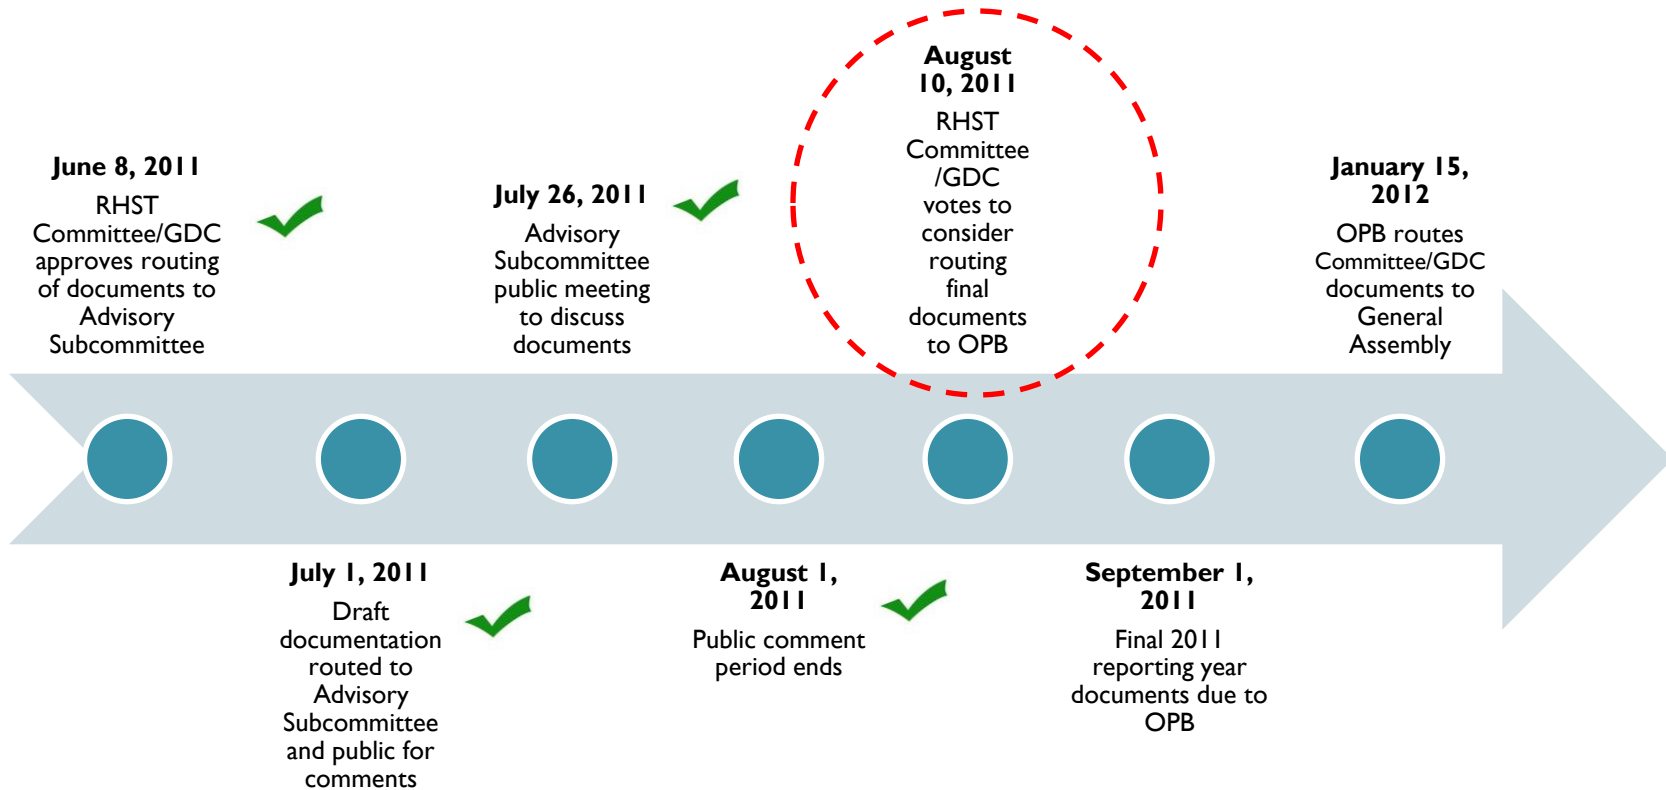 June 8, 2011
RHST
Committee/GDC
approves routing
of documents to
Advisory
Subcommittee
July 1, 2011
Draft
documentation
routed to
Advisory
Subcommittee
and public for
comments
July 26, 2011
Advisory
Subcommittee
public meeting
to discuss
documents
August 1,
2011
Public comment
period ends
August
10, 2011
RHST
Committee
/GDC
votes to
consider
routing
final
documents
to OPB
September 1,
2011
Final 2011
reporting year
documents due to
OPB
January 15,
2012
OPB routes
Committee/GDC
documents to
General
Assembly